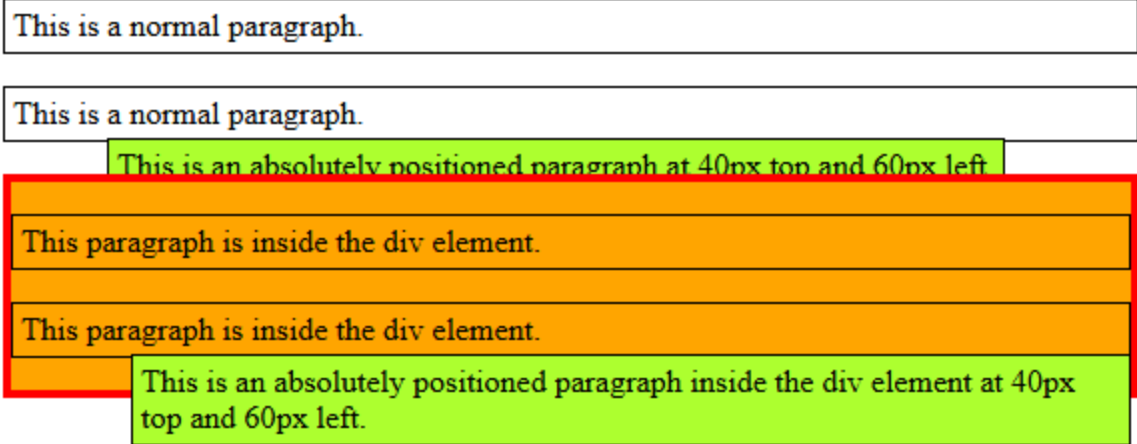 This is a normal paragraph.
This is a normal paragraph.
This is an absolutely positioned paragraph at 40px top and 60px left
This paragraph is inside the div element.
This paragraph is inside the div element.
This is an absolutely positioned paragraph inside the div element at 40px
top and 60px left.